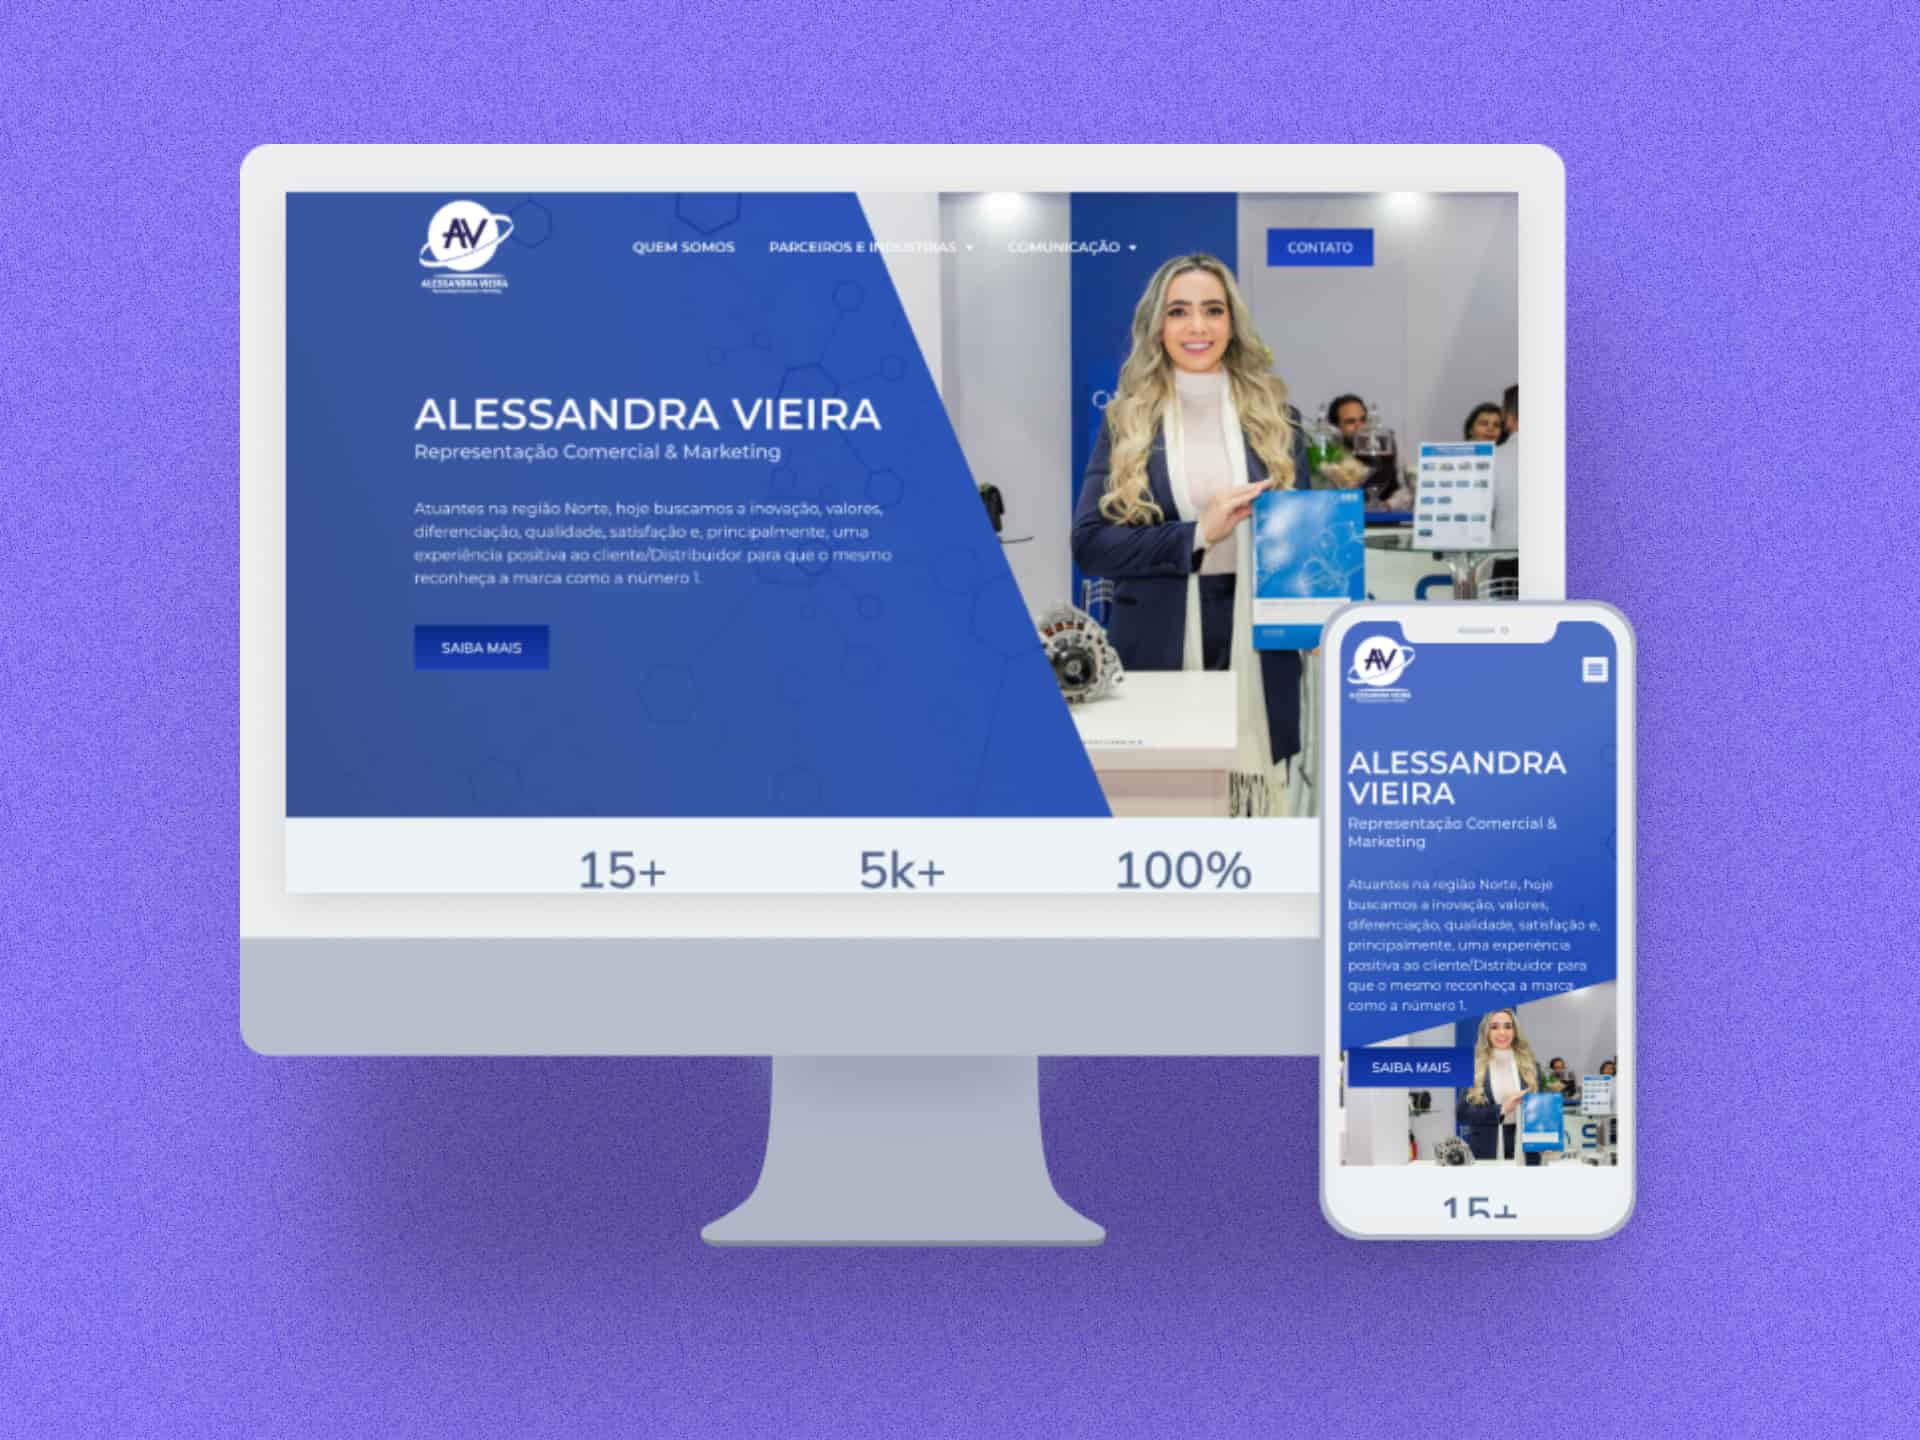 AV
ALESSANDRA VIEIRA
QUEM SOMOS
PARCEIROS E INDÚSTRIAS
COMUNICAÇÃO
CONTATO
ALESSANDRA VIEIRA
Representação Comercial & Marketing
Atuantes na região Norte, hoje buscamos a inovação, valores,
diferenciação, qualidade, satisfação e, principalmente, uma
experiência positiva ao cliente/Distribuidor para que o mesmo
reconheça a marca como a número 1.
SAIBA MAIS
15+
5k+
100%
AV
ALESSANDRA VIEIRA
ALESSANDRA
VIEIRA
Representação Comercial &
Marketing
Atuantes na região Norte, hoje
buscamos a inovação, valores,
diferenciação, qualidade, satisfação e,
principalmente, uma experiência
positiva ao cliente/Distribuidor para
que o mesmo reconheça a marca
como a número 1.
SAIBA MAIS
15+